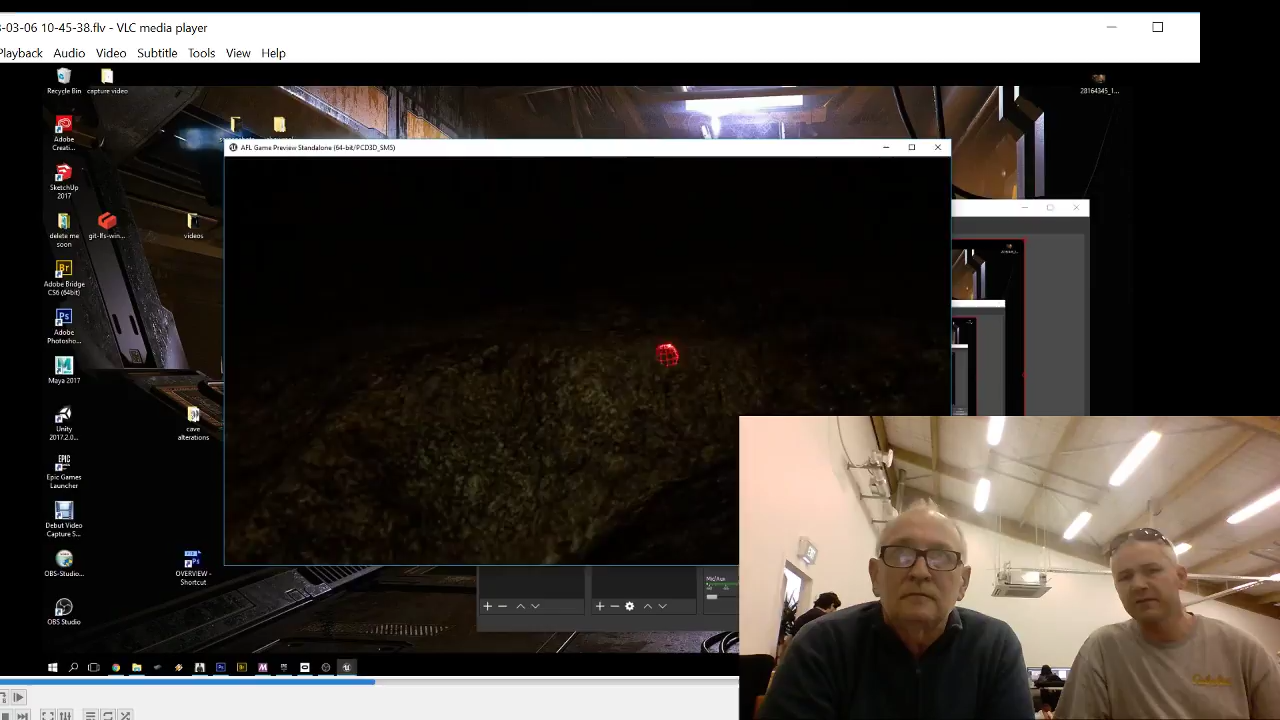 -03-06 10-45-38.flv - VLC media player
Playback Audio Video Subtitle Tools View Help
Recycle Bin
capture video
28164345_1...
Adobe
Creati...
AFL Game Preview Standalone (64-bit/PCD3D_SM5)
SketchUp
2017
delete me
soon
git-lfs-win...
videos
Adobe Bridge
CS6 (64bit)
Adobe
Photosho...
Maya 2017
Unity
2017.2.0...
cave
alterations
Epic Games
Launcher
Debut Video
Capture S...
OBS-Studio...
OVERVIEW -
Shortcut
Mic/Aux
OBS Studio